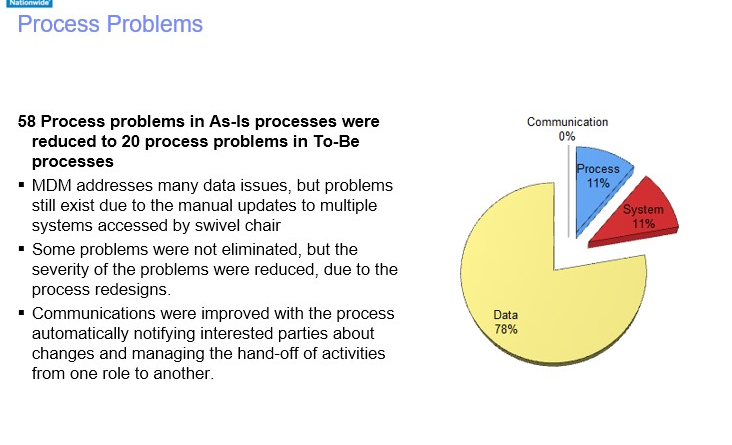 Nationwide
Process Problems
58 Process problems in As-Is processes were
reduced to 20 process problems in To-Be
processes
▪ MDM addresses many data issues, but problems
still exist due to the manual updates to multiple
systems accessed by swivel chair
▪ Some problems were not eliminated, but the
severity of the problems were reduced, due to the
process redesigns.
▪ Communications were improved with the process
automatically notifying interested parties about
changes and managing the hand-off of activities
from one role to another.
Communication
0%
Process
11%
System
11%
Data
78%